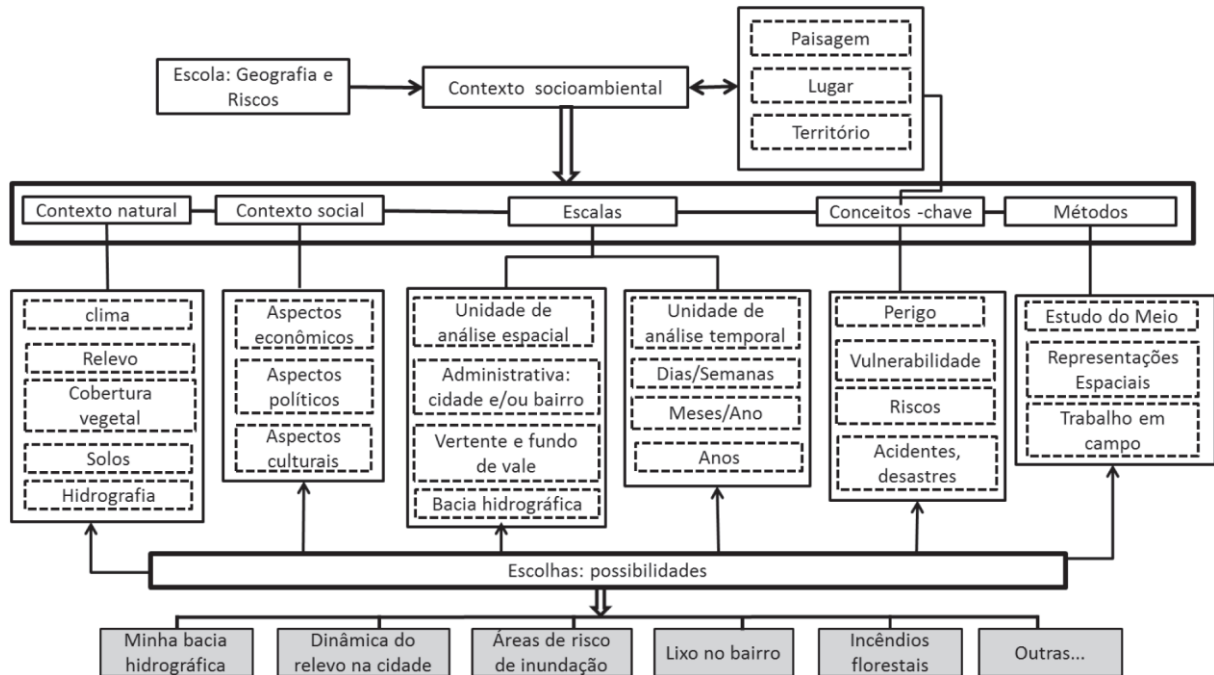 Paisagem
Escola: Geografia e
Riscos
Contexto socioambiental
Lugar
Território
Contexto natural
Contexto social
Escalas
Conceitos -chave
Métodos
clima
Relevo
Cobertura
vegetal
Solos
Hidrografia
Aspectos
econômicos
Aspectos
políticos
Aspectos
culturais
Unidade de
análise espacial
Administrativa:
cidade e/ou bairro
Vertente e fundo
de vale
Bacia hidrográfica
Unidade de
análise temporal
Dias/Semanas
Meses/Ano
Anos
Perigo
Vulnerabilidade
Riscos
Acidentes,
desastres
Estudo do Meio
Representações
Espaciais
Trabalho em
campo
Escolhas: possibilidades
Minha bacia
hidrográfica
Dinâmica do
relevo na cidade
Áreas de risco
de inundação
Lixo no bairro
Incêndios
florestais
Outras...